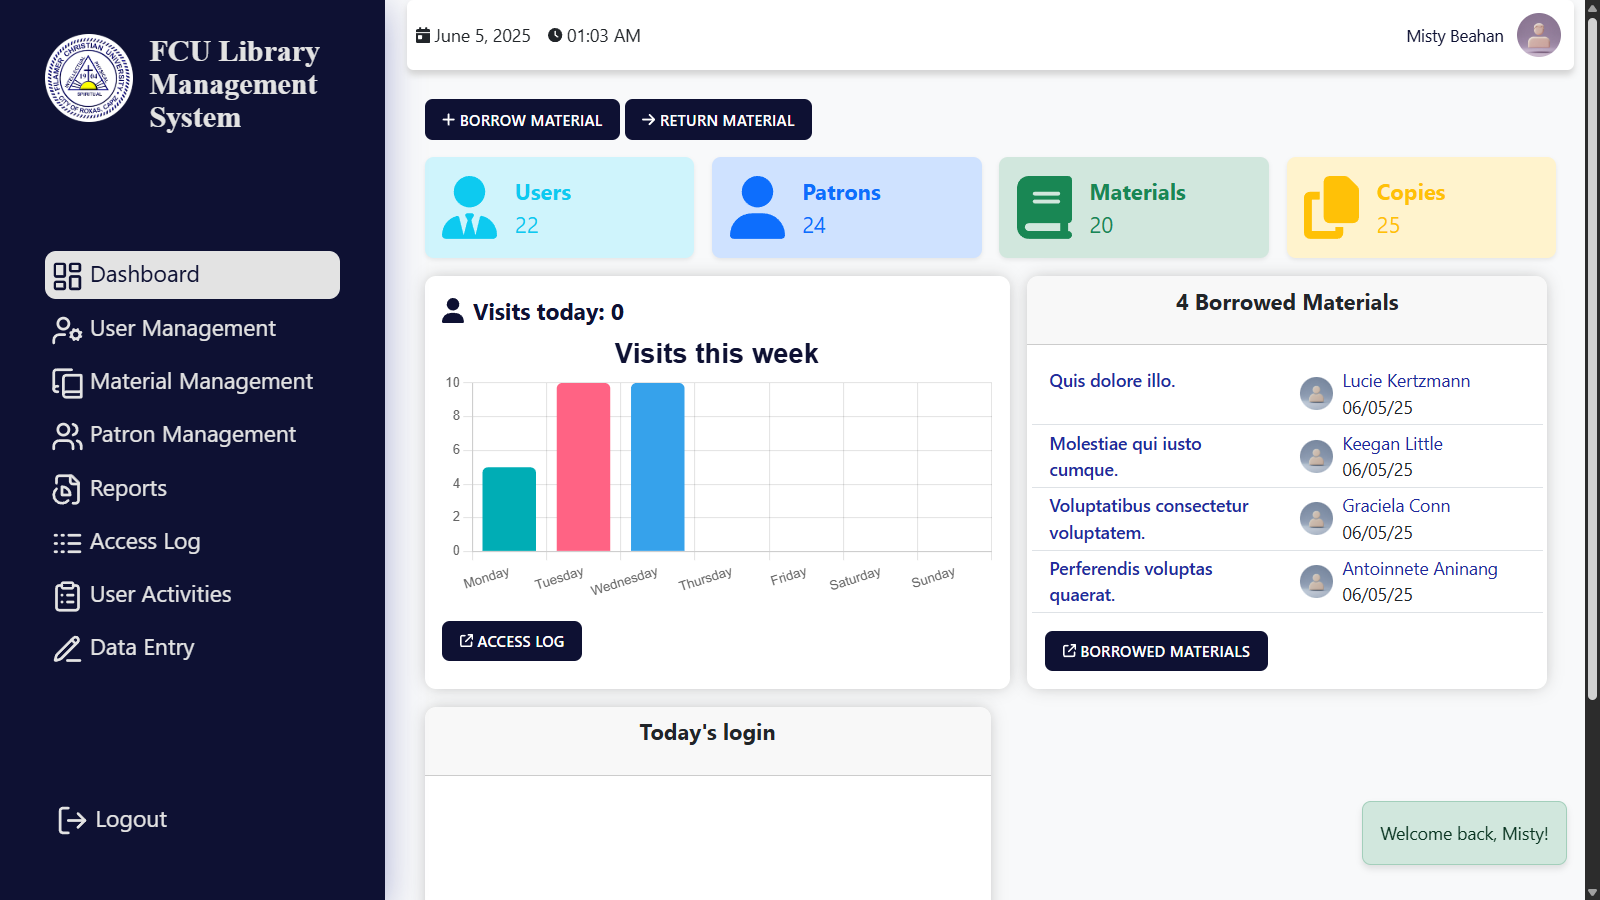 FCU Library
Management
System
Dashboard
User Management
Material Management
Patron Management
Reports
Access Log
User Activities
Data Entry
Logout
June 5, 2025 01:03 AM
Misty Beahan
BORROW MATERIAL
RETURN MATERIAL
Users
22
Patrons
24
Materials
20
Copies
25
Visits today: 0
Visits this week
10
8
6
4
2
0
Monday
Tuesday
Wednesday
Thursday
Friday
Saturday
Sunday
ACCESS LOG
4 Borrowed Materials
Quis dolore illo.
Lucie Kertzmann
06/05/25
Molestiae qui iusto
cumque.
Keegan Little
06/05/25
Voluptatibus consectetur
voluptatem.
Graciela Conn
06/05/25
Perferendis voluptas
quaerat.
Antoinnete Aninang
06/05/25
BORROWED MATERIALS
Today's login
Welcome back, Misty!